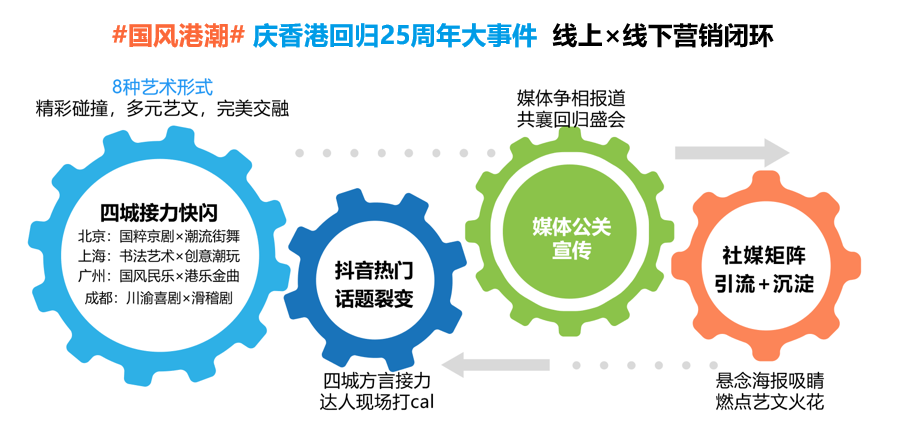 #国风港潮# 庆香港回归25周年大事件 线上×线下营销闭环
8种艺术形式
精彩碰撞，多元艺文，完美交融
四城接力快闪
北京：国粹京剧×潮流街舞
上海：书法艺术×创意潮玩
广州：国风民乐×港乐金曲
成都：川渝喜剧×滑稽剧
抖音热门
话题裂变
四城方言接力
达人现场打cal
媒体争相报道
共襄回归盛会
媒体公关
宣传
社媒矩阵
引流+沉淀
悬念海报吸睛
燃点艺文火花